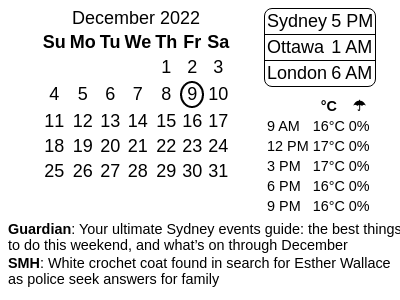 December 2022
Su Mo Tu We Th Fr Sa
1 2 3
4 5 6 7 8 9 10
11 12 13 14 15 16 17
18 19 20 21 22 23 24
25 26 27 28 29 30 31
Sydney 5 PM
Ottawa 1 AM
London 6 AM
°C ☂
9 AM 16°C 0%
12 PM 17°C 0%
3 PM 17°C 0%
6 PM 16°C 0%
9 PM 16°C 0%
Guardian: Your ultimate Sydney events guide: the best things
to do this weekend, and what’s on through December
SMH: White crochet coat found in search for Esther Wallace
as police seek answers for family